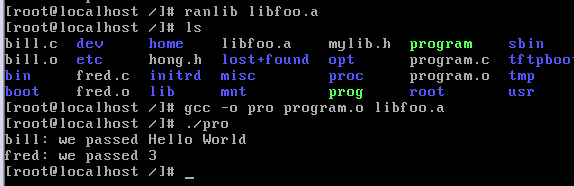 [root@localhost /]# ranlib libfoo.a
[root@localhost /]# ls
bill.c dev home libfoo.a mylib.h program sbin
bill.o etc hong.h lost+found opt program.c tftpboot
bin fred.c initrd misc proc program.o tmp
boot fred.o lib mnt prog root usr
[root@localhost /]# gcc -o pro program.o libfoo.a
[root@localhost /]# ./pro
bill: we passed Hello World
fred: we passed 3
[root@localhost /]# _